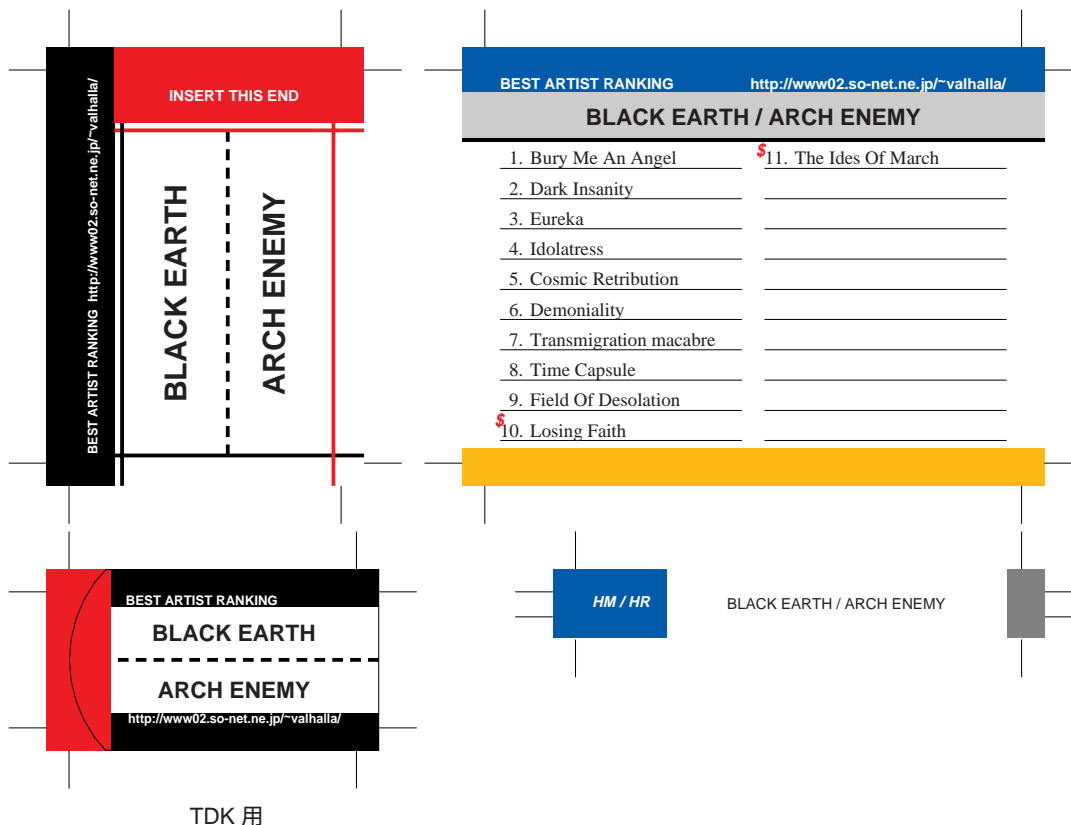 INSERT THIS END
BEST ARTIST RANKING  http://www02.so-net.ne.jp/~valhalla/
BLACK EARTH
ARCH ENEMY
BEST ARTIST RANKING http://www02.so-net.ne.jp/~valhalla/
BLACK EARTH / ARCH ENEMY
1. Bury Me An Angel
2. Dark Insanity
3. Eureka
4. Idolatress
5. Cosmic Retribution
6. Demoniality
7. Transmigration macabre
8. Time Capsule
9. Field Of Desolation
$10. Losing Faith
$11. The Ides Of March
BEST ARTIST RANKING
BLACK EARTH
ARCH ENEMY
http://www02.so-net.ne.jp/~valhalla/
TDK 用
HM / HR
BLACK EARTH / ARCH ENEMY